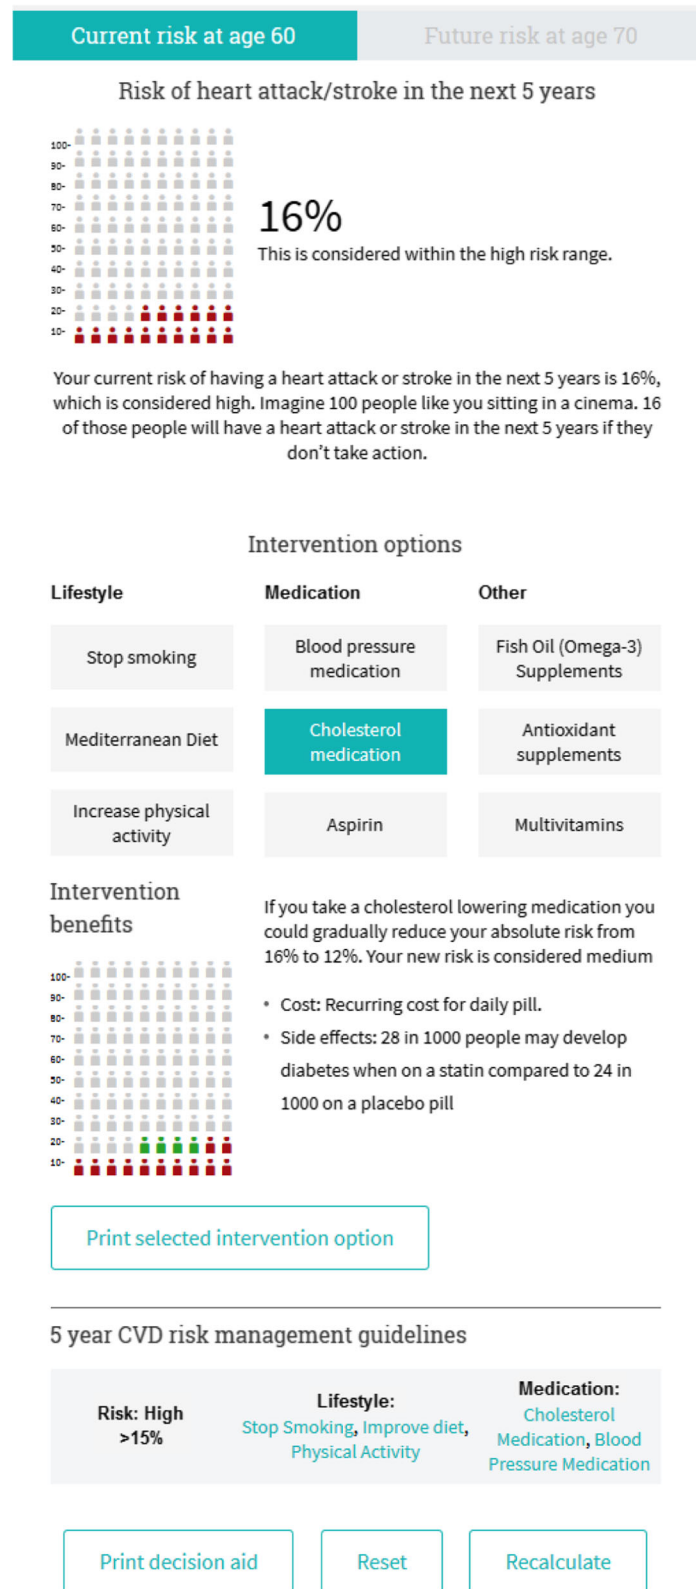 Current risk at age 60
Future risk at age 70
Risk of heart attack/stroke in the next 5 years
100-
90-
80-
70-
60-
50-
40-
30-
20-
10-
16%
This is considered within the high risk range.
Your current risk of having a heart attack or stroke in the next 5 years is 16%,
which is considered high. Imagine 100 people like you sitting in a cinema. 16
of those people will have a heart attack or stroke in the next 5 years if they
don't take action.
Intervention options
Lifestyle
Medication
Other
Stop smoking
Blood pressure
medication
Fish Oil (Omega-3)
Supplements
Mediterranean Diet
Cholesterol
medication
Antioxidant
supplements
Increase physical
activity
Aspirin
Multivitamins
Intervention
benefits
100-
90-
80-
70-
60-
50-
40-
30-
20-
10-
If you take a cholesterol lowering medication you
could gradually reduce your absolute risk from
16% to 12%. Your new risk is considered medium
• Cost: Recurring cost for daily pill.
• Side effects: 28 in 1000 people may develop
diabetes when on a statin compared to 24 in
1000 on a placebo pill
Print selected intervention option
5 year CVD risk management guidelines
Risk: High
>15%
Lifestyle:
Stop Smoking, Improve diet,
Physical Activity
Medication:
Cholesterol
Medication, Blood
Pressure Medication
Print decision aid
Reset
Recalculate